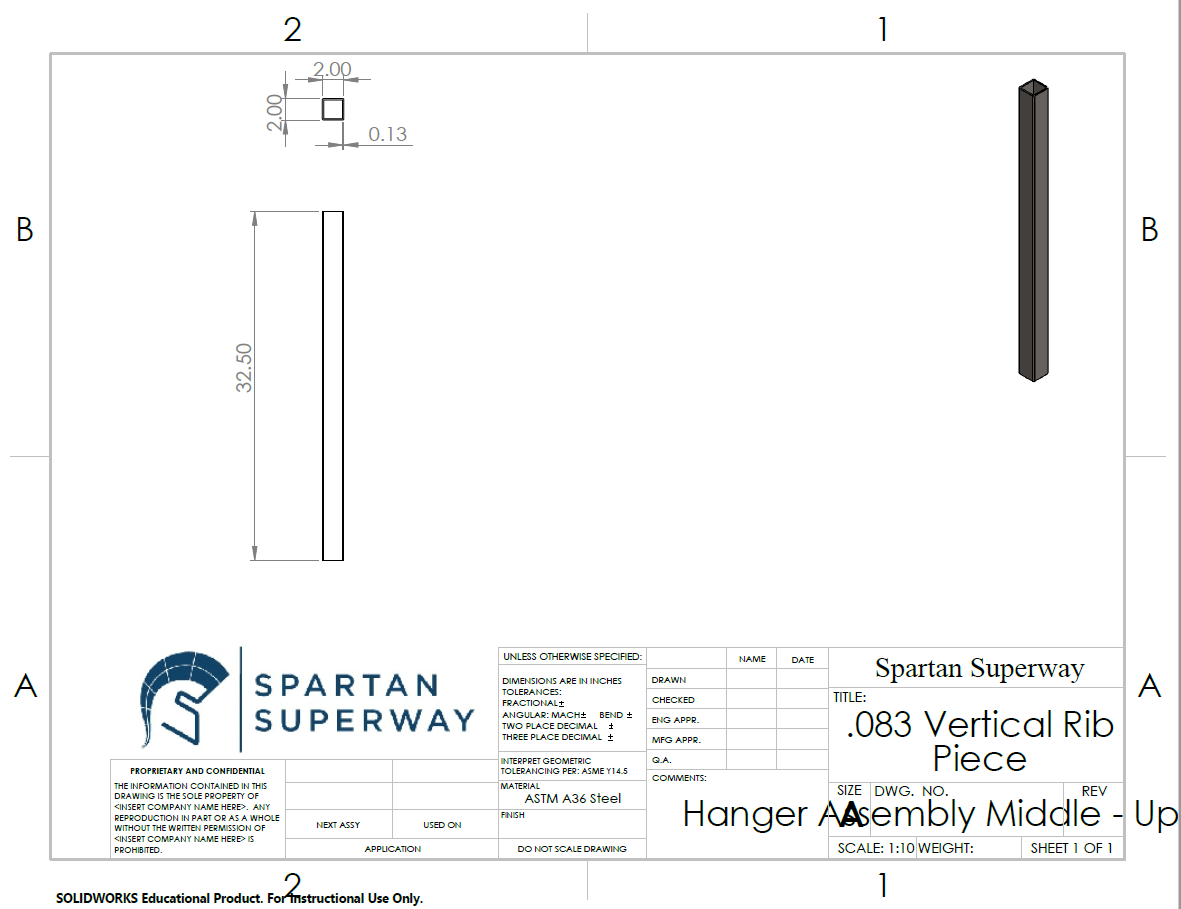 2
1
2.00
2.00
0.13
B
B
32.50
A
A
SPARTAN
SUPERWAY
PROPRIETARY AND CONFIDENTIAL
THE INFORMATION CONTAINED IN THIS
DRAWING IS THE SOLE PROPERTY OF
<INSERT COMPANY NAME HERE>. ANY
REPRODUCTION IN PART OR AS A WHOLE
WITHOUT THE WRITTEN PERMISSION OF
<INSERT COMPANY NAME HERE> IS
PROHIBITED.
NEXT ASSY
USED ON
APPLICATION
UNLESS OTHERWISE SPECIFIED:
DIMENSIONS ARE IN INCHES
TOLERANCES:
FRACTIONAL±
ANGULAR: MACH± BEND ±
TWO PLACE DECIMAL ±
THREE PLACE DECIMAL ±
INTERPRET GEOMETRIC
TOLERANCING PER: ASME Y14.5
MATERIAL
ASTM A36 Steel
FINISH
DO NOT SCALE DRAWING
NAME
DATE
DRAWN
CHECKED
ENG APPR.
MFG APPR.
Q.A.
COMMENTS:
Spartan Superway
TITLE:
.083 Vertical Rib
Piece
SIZE
A
DWG. NO.
REV
Hanger Assembly Middle - Up
SCALE: 1:10
WEIGHT:
SHEET 1 OF 1
2
1
SOLIDWORKS Educational Product. For Instructional Use Only.